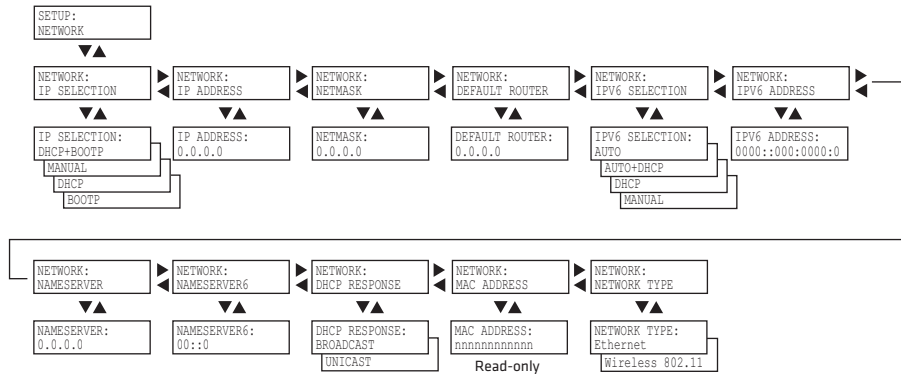 SETUP:
NETWORK
NETWORK:
IP SELECTION
NETWORK:
IP ADDRESS
NETWORK:
NETMASK
NETWORK:
DEFAULT ROUTER
NETWORK:
IPV6 SELECTION
NETWORK:
IPV6 ADDRESS
IP SELECTION:
DHCP+BOOTP
MANUAL
DHCP
BOOTP
IP ADDRESS:
0.0.0.0
NETMASK:
0.0.0.0
DEFAULT ROUTER:
0.0.0.0
IPV6 SELECTION:
AUTO
AUTO+DHCP
DHCP
MANUAL
IPV6 ADDRESS:
0000::000:0000:0
NETWORK:
NAMESERVER
NETWORK:
NAMESERVER6
NETWORK:
DHCP RESPONSE
NETWORK:
MAC ADDRESS
NETWORK:
NETWORK TYPE
NAMESERVER:
0.0.0.0
NAMESERVER6:
00::0
DHCP RESPONSE:
BROADCAST
UNICAST
MAC ADDRESS:
nnnnnnnnnnnn
Read-only
NETWORK TYPE:
Ethernet
Wireless 802.11